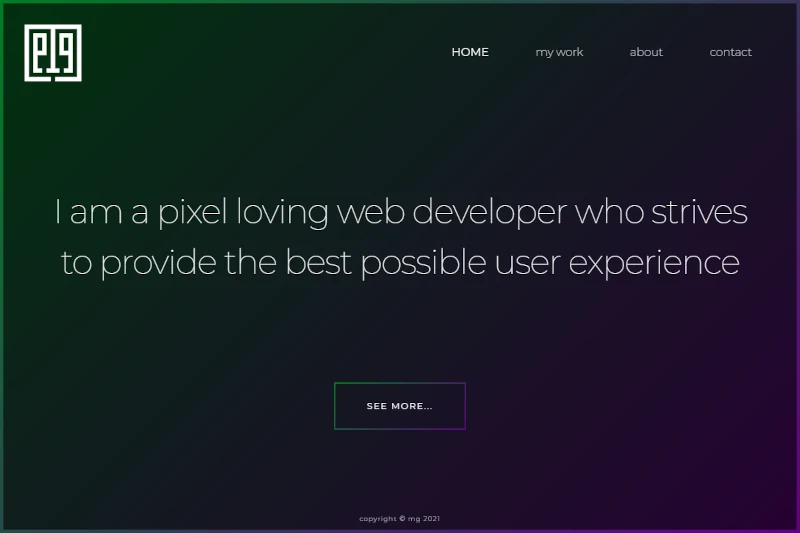 HOME my work about contact
I am a pixel loving web developer who strives
to provide the best possible user experience
SEE MORE...
copyright © mg 2021